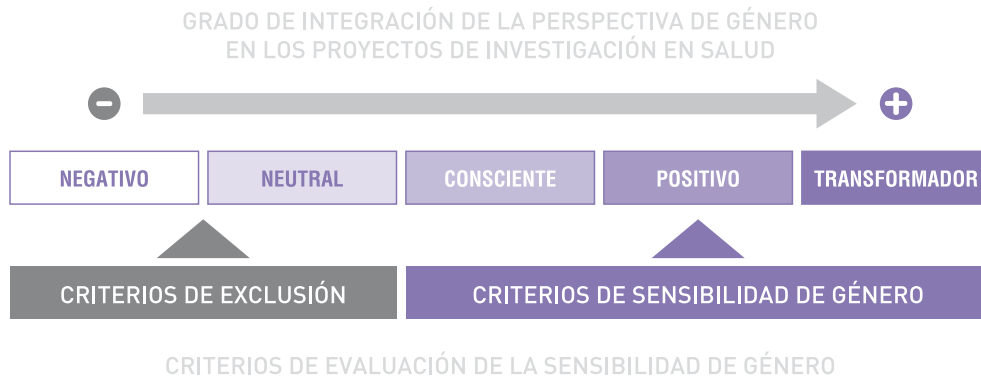 GRADO DE INTEGRACIÓN DE LA PERSPECTIVA DE GÉNERO
EN LOS PROYECTOS DE INVESTIGACIÓN EN SALUD
NEGATIVO
NEUTRAL
CONSCIENTE
POSITIVO
TRANSFORMADOR
CRITERIOS DE EXCLUSIÓN
CRITERIOS DE SENSIBILIDAD DE GÉNERO
CRITERIOS DE EVALUACIÓN DE LA SENSIBILIDAD DE GÉNERO